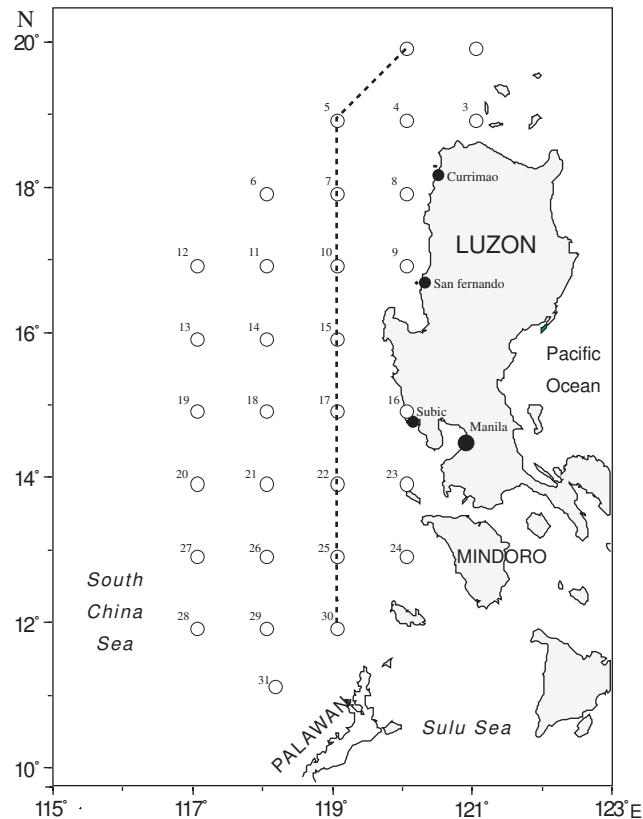 N
20°
5
4
3
18°
6
7
8
Currimao
LUZON
12
11
10
9
San fernando
16°
13
14
15
Pacific
Ocean
19
18
17
16
Subic
Manila
14°
20
21
22
23
27
26
25
24
MINDORO
South
China
Sea
12°
28
29
30
31
PALAWAN
Sulu Sea
10°
115°
117°
119°
121°
123°
E